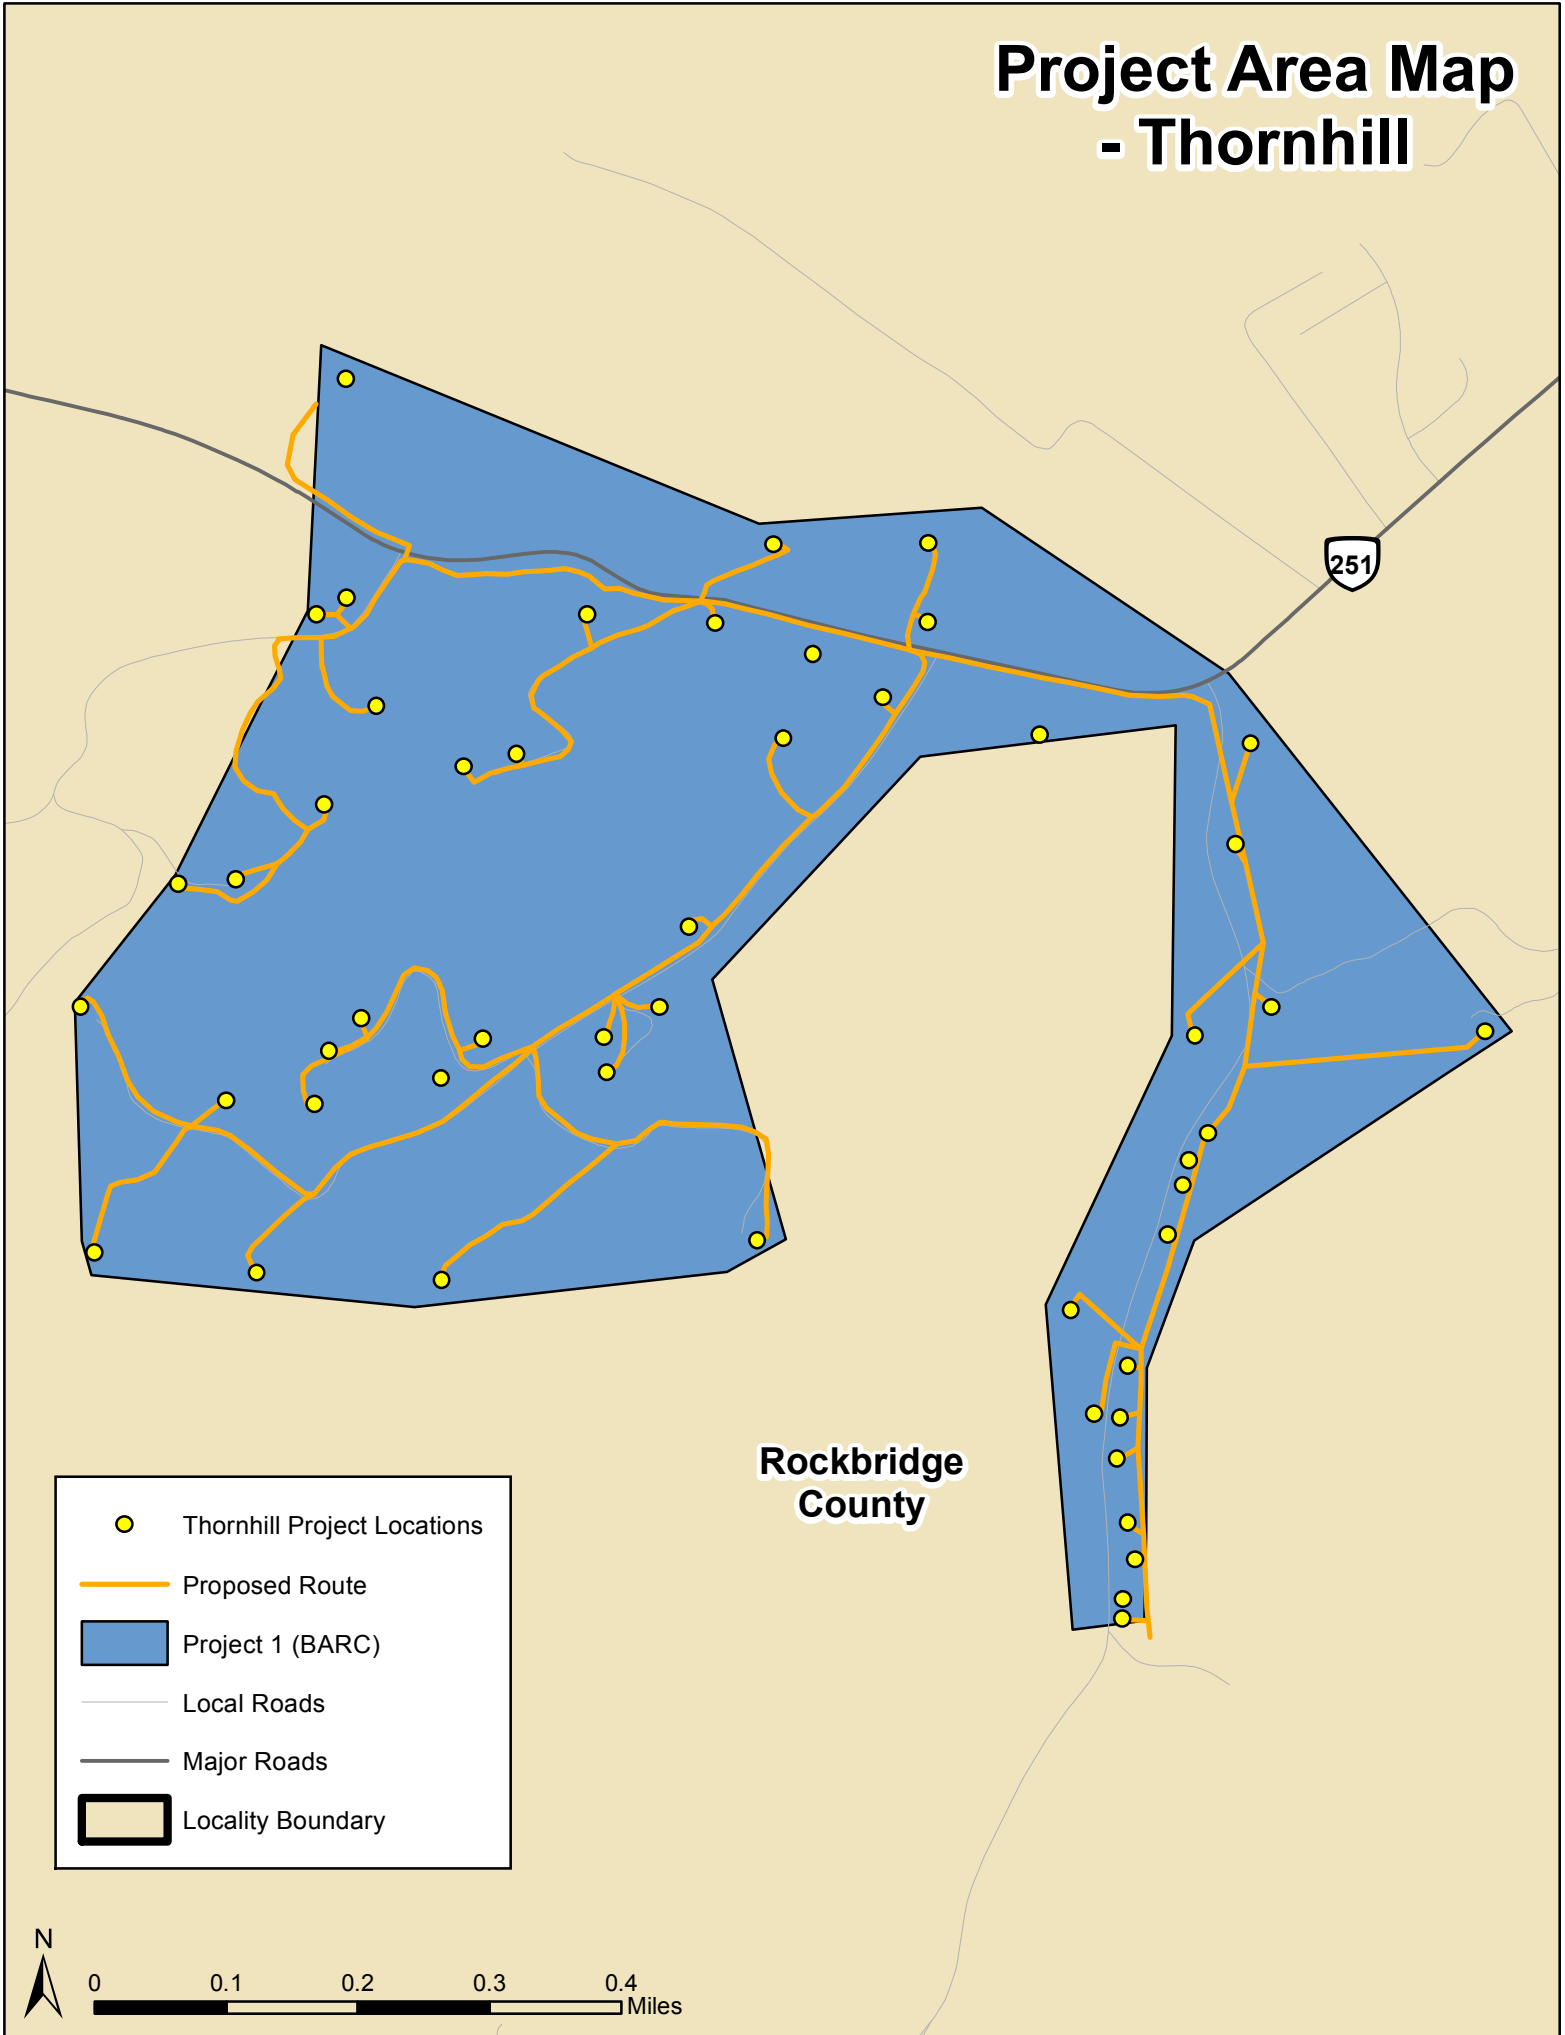 Project Area Map
- Thornhill
251
Rockbridge
County
Thornhill Project Locations
Proposed Route
Project 1 (BARC)
Local Roads
Major Roads
Locality Boundary
N
0 0.1 0.2 0.3 0.4
Miles